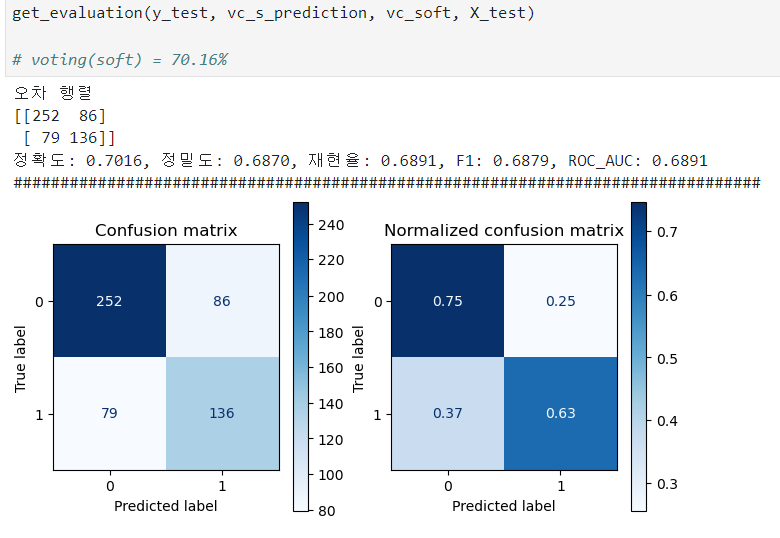 get_evaluation(y_test, vc_s_prediction, vc_soft, X_test)
# voting(soft) = 70.16%
오차 행렬
[[252  86]
 [ 79 136]]
정확도: 0.7016, 정밀도: 0.6870, 재현율: 0.6891, F1: 0.6879, ROC_AUC: 0.6891
################################################################################
Confusion matrix
True label
0
1
252
86
79
136
0
1
Predicted label
240
220
200
180
160
140
120
100
80
Normalized confusion matrix
True label
0
1
0.75
0.25
0.37
0.63
0
1
Predicted label
0.7
0.6
0.5
0.4
0.3